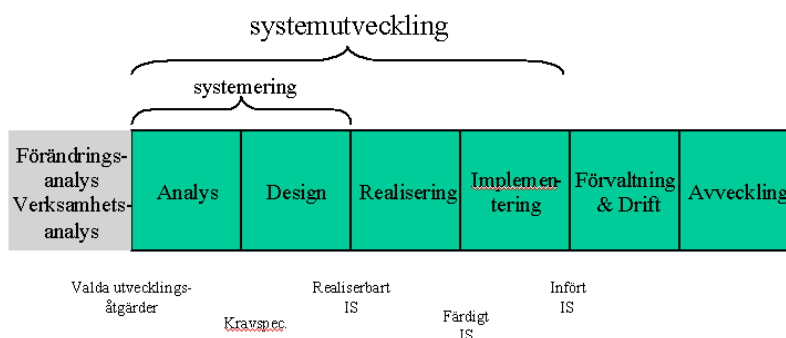 systemutveckling
systemering
Förändrings-
analys
Verksamhets-
analys
Analys
Design
Realisering
Implemen-
tering
Förvaltning
& Drift
Avveckling
Valda utvecklings-
åtgärder
Kravspec.
Realiserbart
IS
Färdigt
IS
Infört
IS